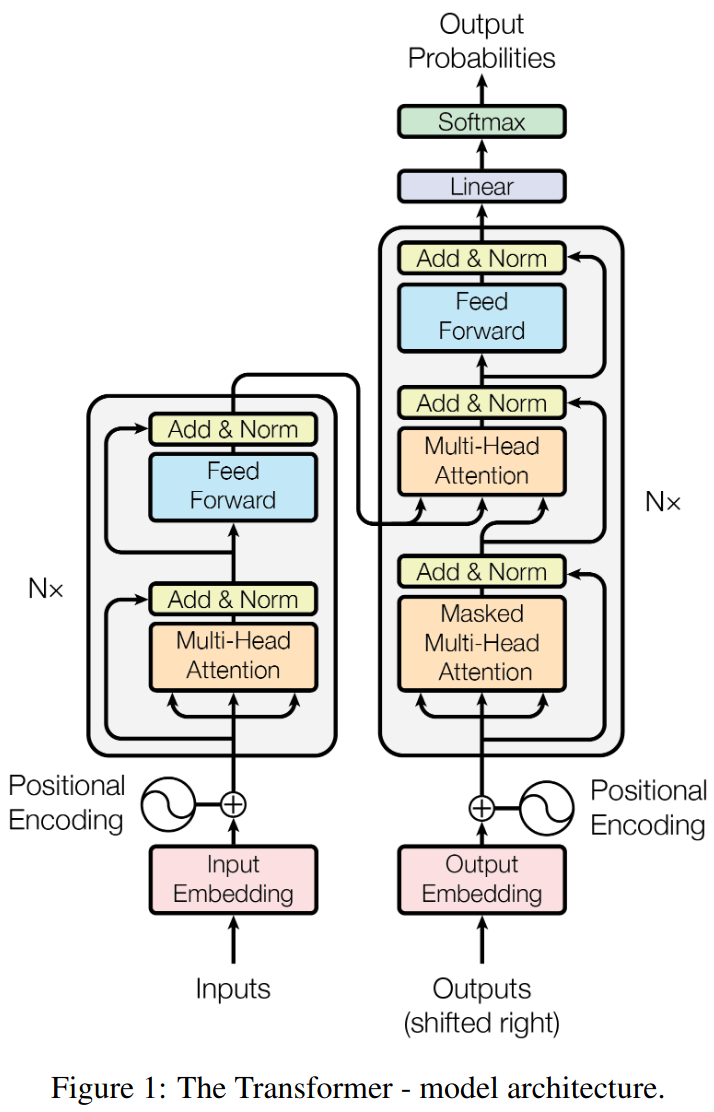 Output
Probabilities
Softmax
Linear
Add & Norm
Feed
Forward
Add & Norm
Multi-Head
Attention
Add & Norm
Masked
Multi-Head
Attention
N×
Add & Norm
Feed
Forward
Add & Norm
Multi-Head
Attention
N×
Positional
Encoding
Positional
Encoding
Input
Embedding
Output
Embedding
Inputs
Outputs
(shifted right)
Figure 1: The Transformer - model architecture.